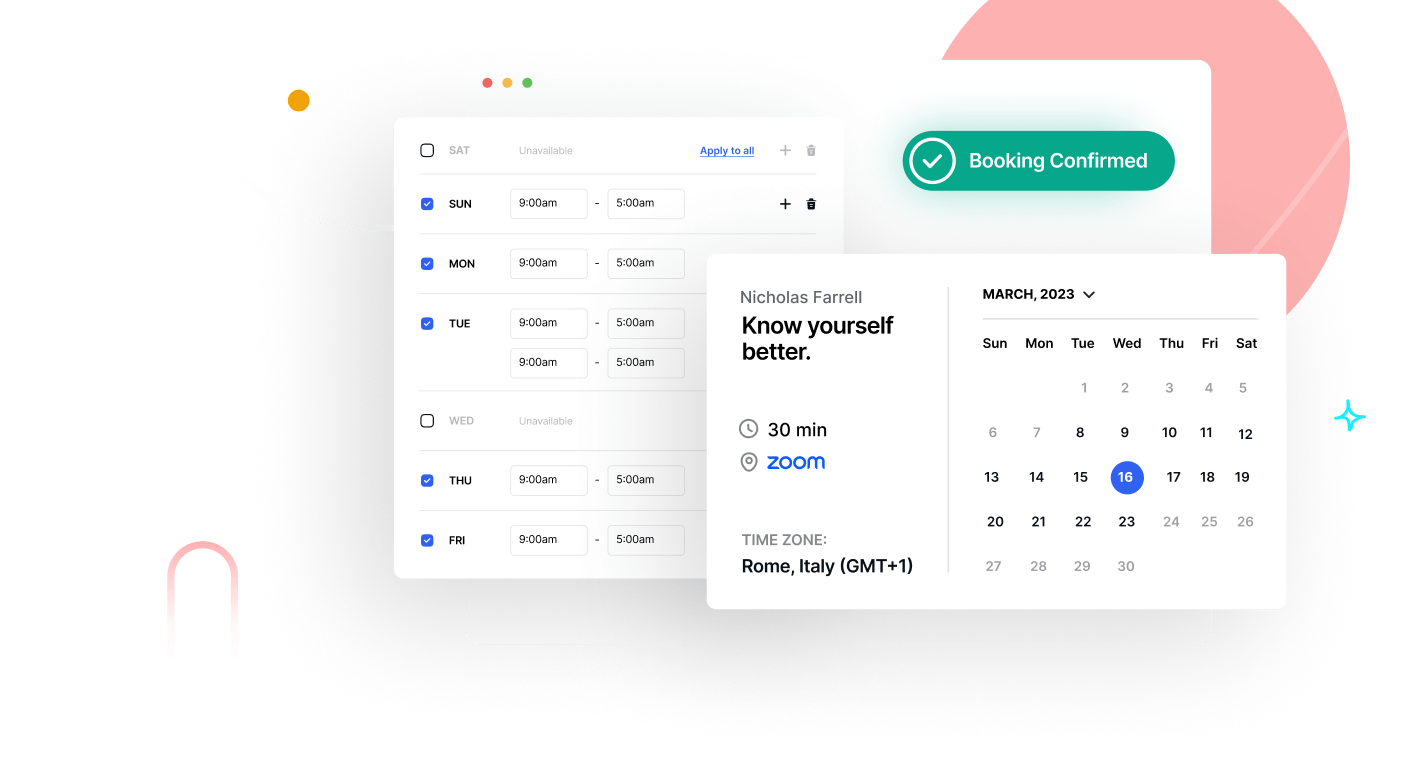 SAT Unavailable Apply to all
SUN 9:00am - 5:00am
MON 9:00am - 5:00am
TUE 9:00am - 5:00am
9:00am - 5:00am
WED Unavailable
THU 9:00am - 5:00am
FRI 9:00am - 5:00am
Booking Confirmed
Nicholas Farrell
Know yourself
better.
30 min
zoom
TIME ZONE:
Rome, Italy (GMT+1)
MARCH, 2023
Sun Mon Tue Wed Thu Fri Sat
1 2 3 4 5
6 7 8 9 10 11 12
13 14 15 16 17 18 19
20 21 22 23 24 25 26
27 28 29 30